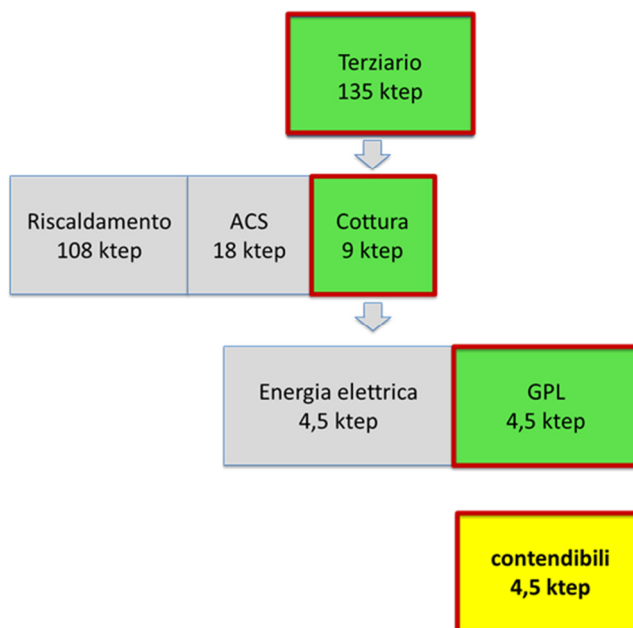 Terziario
135 ktep
Riscaldamento
108 ktep
ACS
18 ktep
Cottura
9 ktep
Energia elettrica
4,5 ktep
GPL
4,5 ktep
contendibili
4,5 ktep